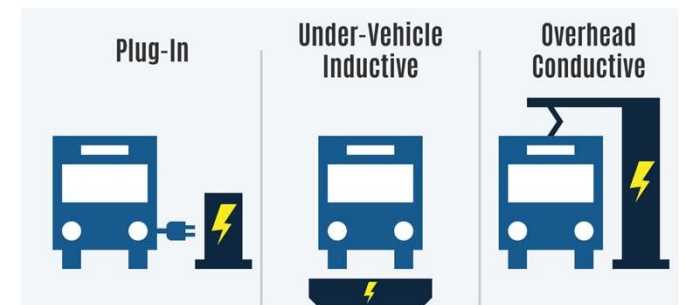 Plug-In
Under-Vehicle
Inductive
Overhead
Conductive